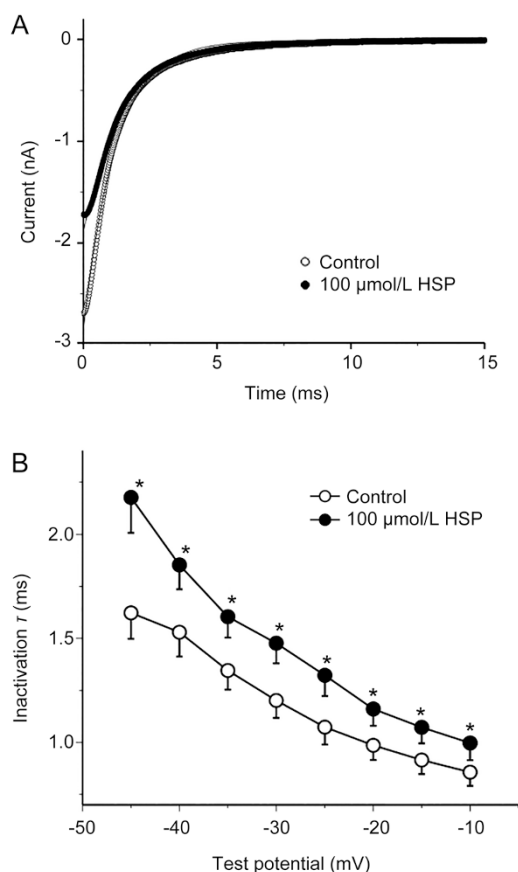 A
0
-1
-2
-3
Current (nA)
Control
100 µmol/L HSP
0
5
10
15
Time (ms)
B
2.0
1.5
1.0
Inactivation τ (ms)
Control
100 µmol/L HSP
*
*
*
*
*
*
*
*
-50
-40
-30
-20
-10
Test potential (mV)